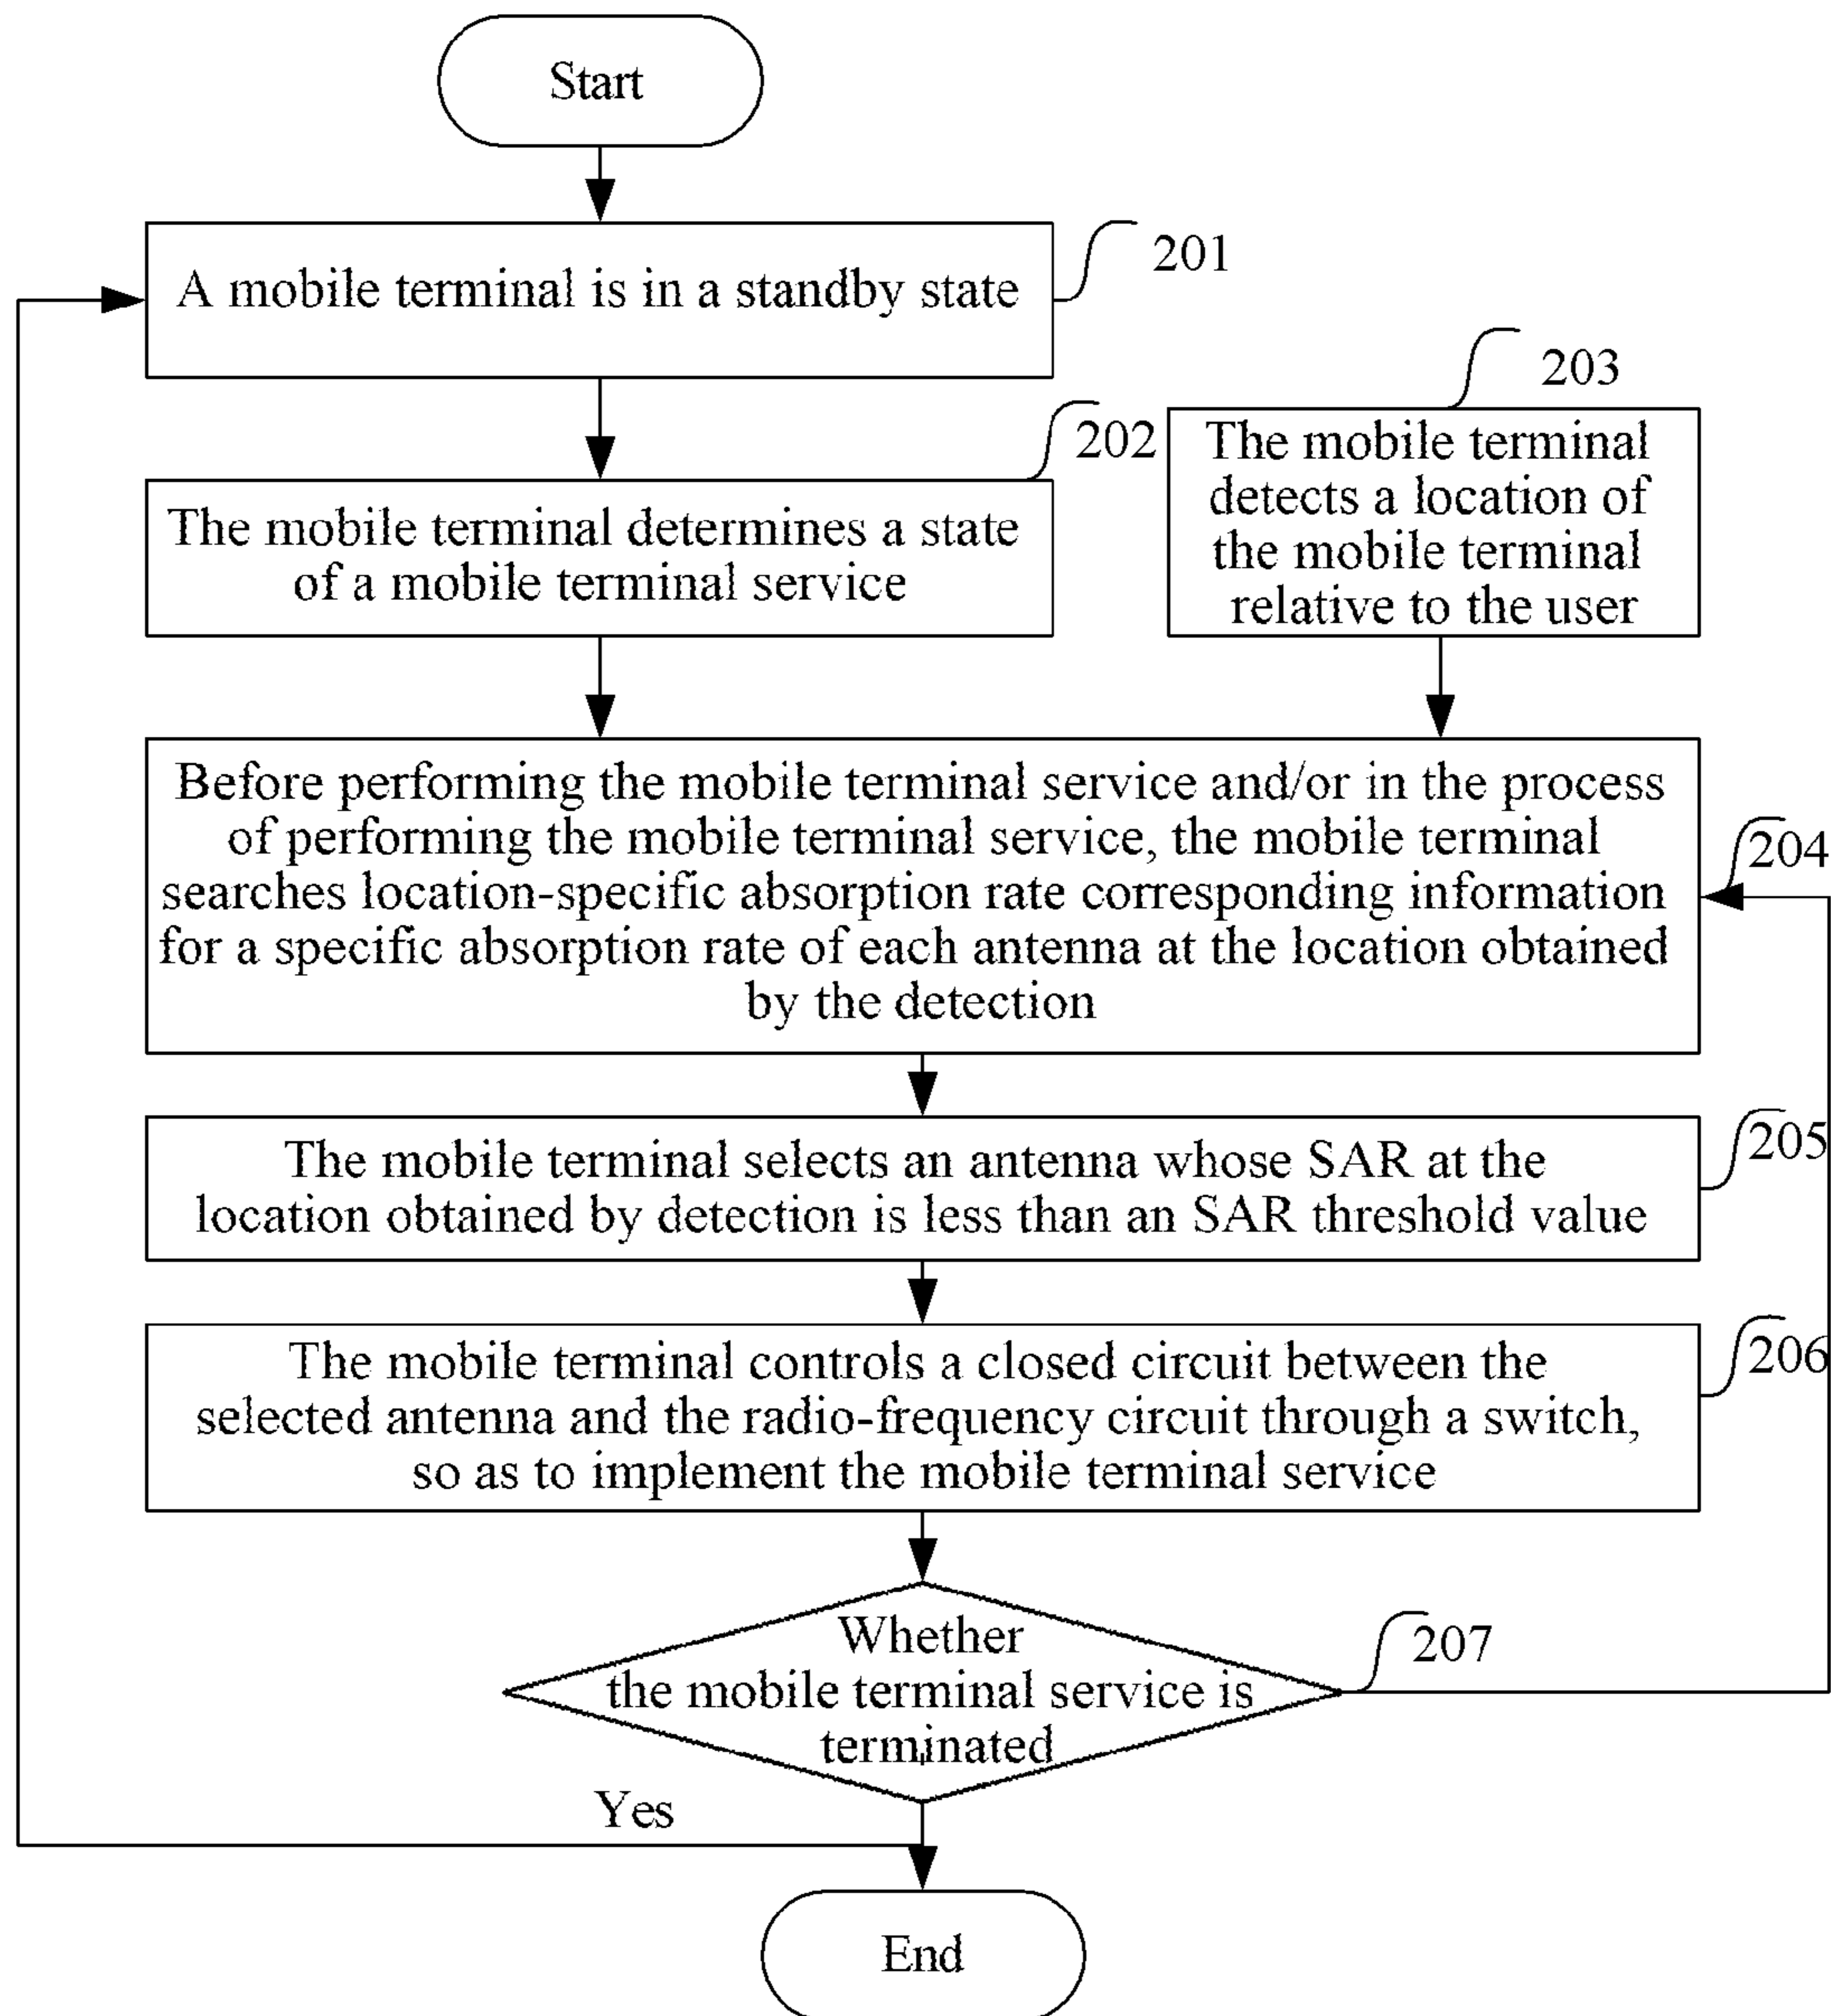 Start
A mobile terminal is in a standby state
201
202
The mobile terminal determines a state
of a mobile terminal service
203
The mobile terminal
detects a location of
the mobile terminal
relative to the user
Before performing the mobile terminal service and/or in the process
of performing the mobile terminal service, the mobile terminal
searches location-specific absorption rate corresponding information
for a specific absorption rate of each antenna at the location obtained
by the detection
204
The mobile terminal selects an antenna whose SAR at the
location obtained by detection is less than an SAR threshold value
205
The mobile terminal controls a closed circuit between the
selected antenna and the radio-frequency circuit through a switch,
so as to implement the mobile terminal service
206
Whether
the mobile terminal service is
terminated
207
Yes
End